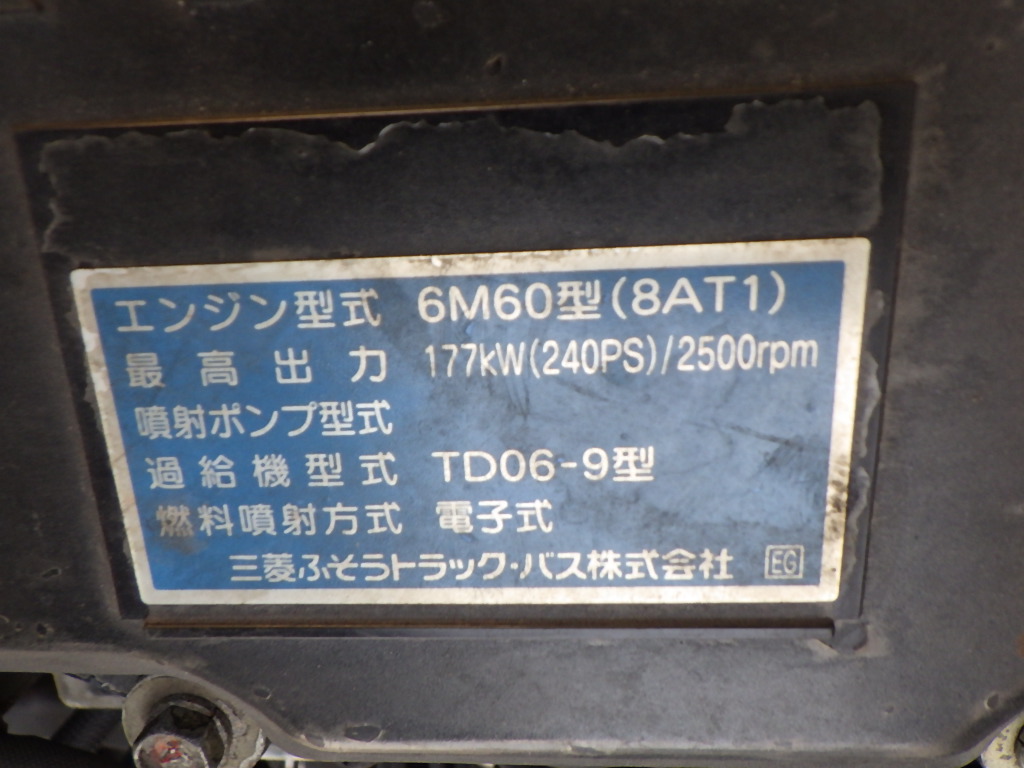 エンジン型式 6M60型(8AT1)
最高出力 177kW(240PS)/2500rpm
噴射ポンプ型式
過給機型式 TD06-9型
燃料噴射方式 電子式
三菱ふそうトラック・バス株式会社 EG